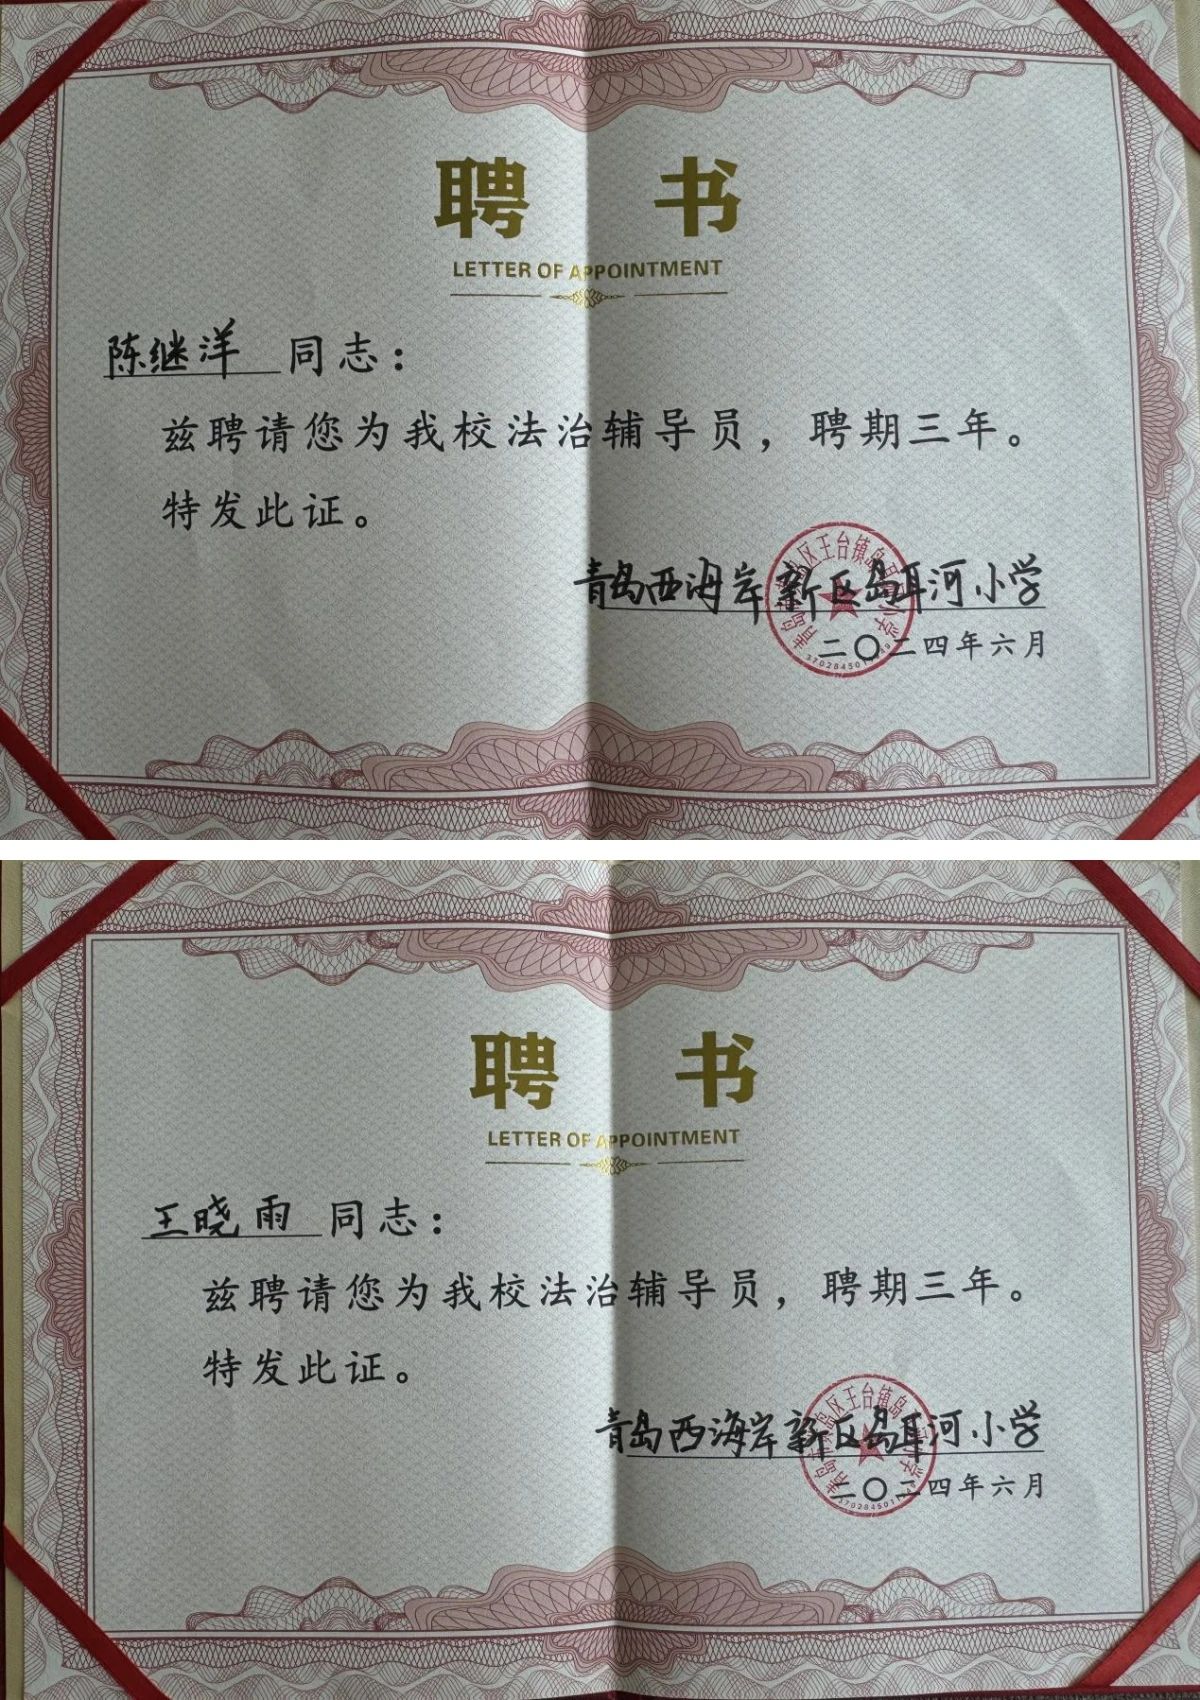 聘 书
LETTER OF APPOINTMENT
陈继洋 同志：
兹聘请您为我校法治辅导员，聘期三年。
特发此证。
青岛西海岸新区岛耳河小学
二〇二四年六月
聘 书
LETTER OF APPOINTMENT
王晓雨 同志：
兹聘请您为我校法治辅导员，聘期三年。
特发此证。
青岛西海岸新区岛耳河小学
二〇二四年六月